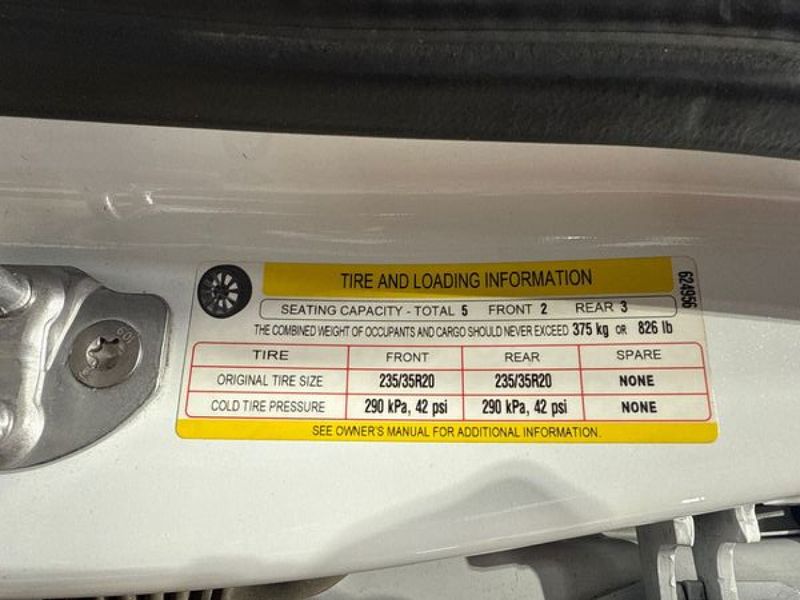 TIRE AND LOADING INFORMATION
624956
SEATING CAPACITY - TOTAL 5 FRONT 2 REAR 3
THE COMBINED WEIGHT OF OCCUPANTS AND CARGO SHOULD NEVER EXCEED 375 kg OR 826 lb
TIRE FRONT REAR SPARE
ORIGINAL TIRE SIZE 235/35R20 235/35R20 NONE
COLD TIRE PRESSURE 290 kPa, 42 psi 290 kPa, 42 psi NONE
SEE OWNER'S MANUAL FOR ADDITIONAL INFORMATION.